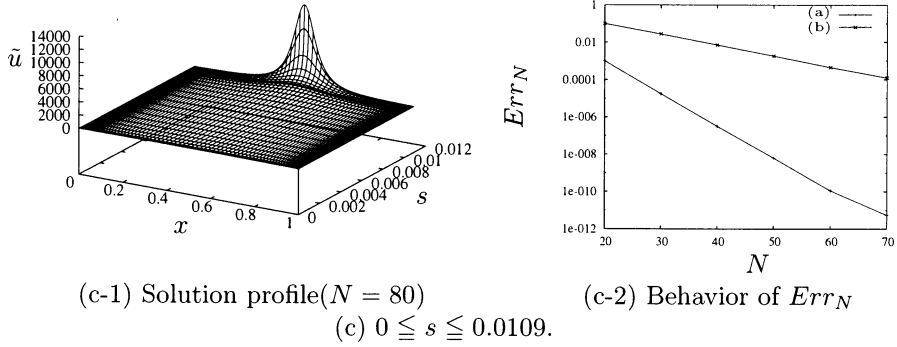 ũ
14000
12000
10000
8000
6000
4000
2000
0
0
0.2
0.4
0.6
0.8
1
x
0
0.002
0.004
0.006
0.008
0.01
0.012
s
Err_N
1
0.01
0.0001
1e-006
1e-008
1e-010
1e-012
(a)
(b)
20 30 40 50 60 70
N
(c-1) Solution profile(N = 80)
(c-2) Behavior of Err_N
(c) 0 ≦ s ≦ 0.0109.